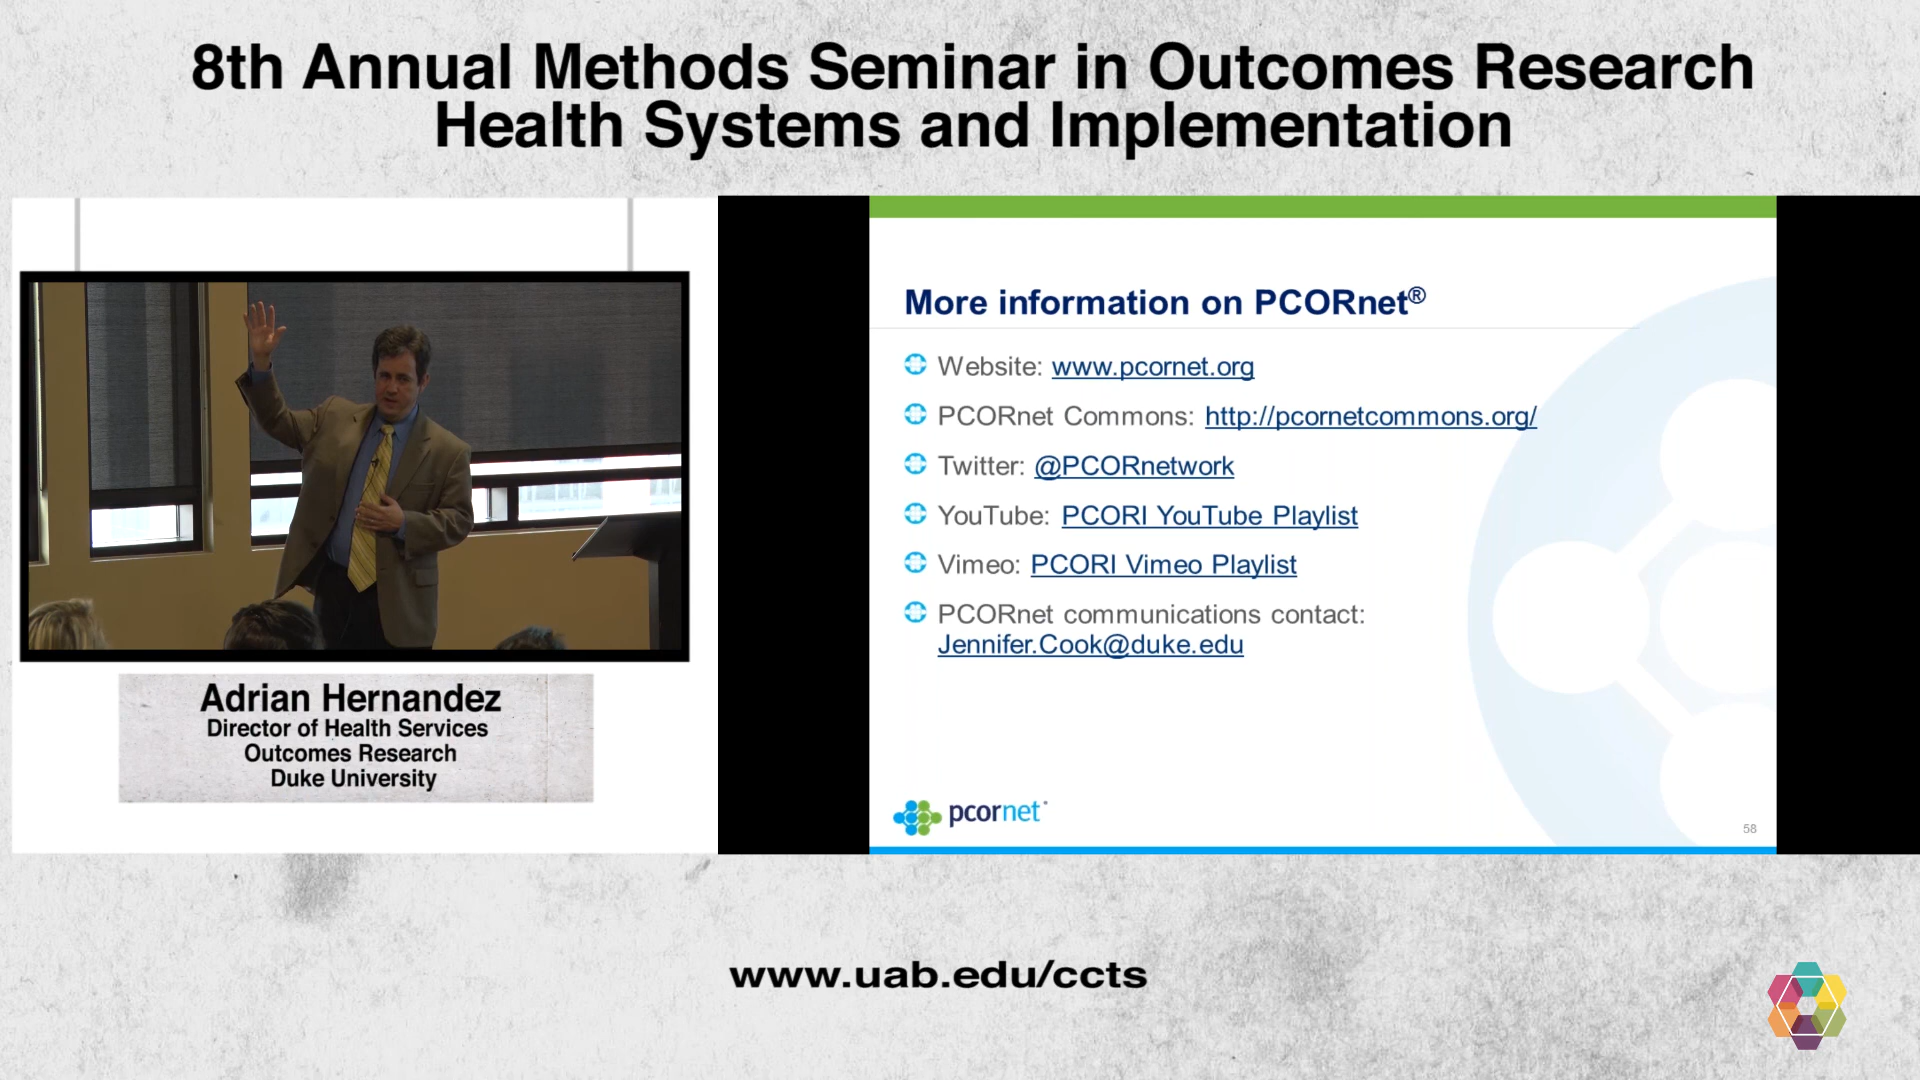 8th Annual Methods Seminar in Outcomes Research
Health Systems and Implementation
Adrian Hernandez
Director of Health Services
Outcomes Research
Duke University
More information on PCORnet®
Website: www.pcornet.org
PCORnet Commons: http://pcornetcommons.org/
Twitter: @PCORnetwork
YouTube: PCORI YouTube Playlist
Vimeo: PCORI Vimeo Playlist
PCORnet communications contact:
Jennifer.Cook@duke.edu
pcornet
58
www.uab.edu/ccts